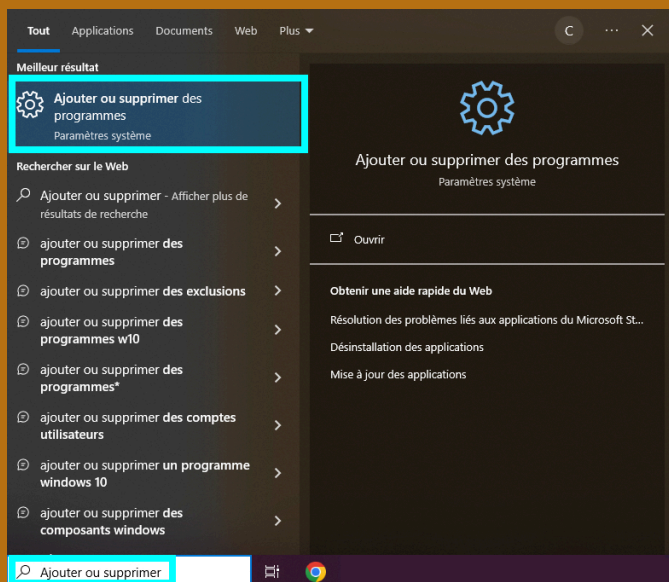 Tout Applications Documents Web Plus C ...
Meilleur résultat
Ajouter ou supprimer des
programmes
Paramètres système
Rechercher sur le Web
Ajouter ou supprimer - Afficher plus de
résultats de recherche
ajouter ou supprimer des
programmes
ajouter ou supprimer des exclusions
ajouter ou supprimer des
programmes w10
ajouter ou supprimer des
programmes*
ajouter ou supprimer des comptes
utilisateurs
ajouter ou supprimer un programme
windows 10
ajouter ou supprimer des
composants windows
Ajouter ou supprimer des programmes
Paramètres système
Ouvrir
Obtenir une aide rapide du Web
Résolution des problèmes liés aux applications du Microsoft St...
Désinstallation des applications
Mise à jour des applications
Ajouter ou supprimer